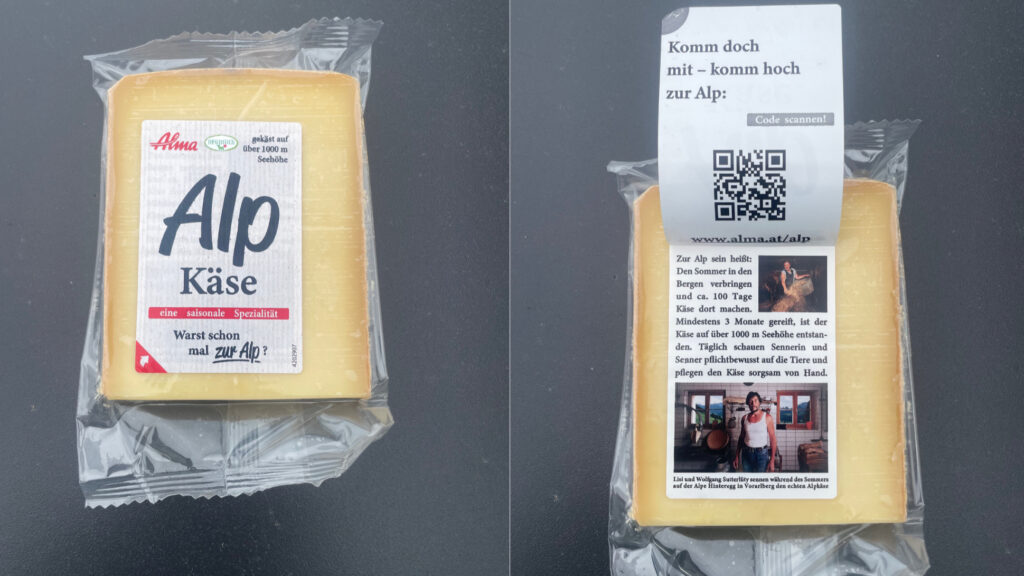 Alma
gekäst auf
über 1000 m
Seehöhe
Alp
Käse
eine saisonale Spezialität
Warst schon
mal zur Alp?
4202907
Komm doch
mit – komm hoch
zur Alp:
Code scannen!
www.alma.at/alp
Zur Alp sein heißt:
Den Sommer in den
Bergen verbringen
und ca. 100 Tage
Käse dort machen.
Mindestens 3 Monate gereift, ist der
Käse auf über 1000 m Seehöhe entstan-
den. Täglich schauen Sennerin und
Senner pflichtbewusst auf die Tiere und
pflegen den Käse sorgsam von Hand.
Lisi und Wolfgang Sutterlüty sennen während des Sommers
auf der Alpe Hinteregg in Vorarlberg den echten Alpkäse